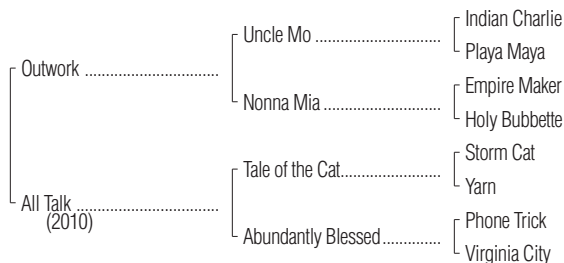 Indian Charlie
Uncle Mo ..................................
Playa Maya
Outwork .....................................
Empire Maker
Nonna Mia ................................
Holy Bubbette
Storm Cat
Tale of the Cat...........................
Yarn
All Talk .......................................
(2010)
Phone Trick
Abundantly Blessed................
Virginia City